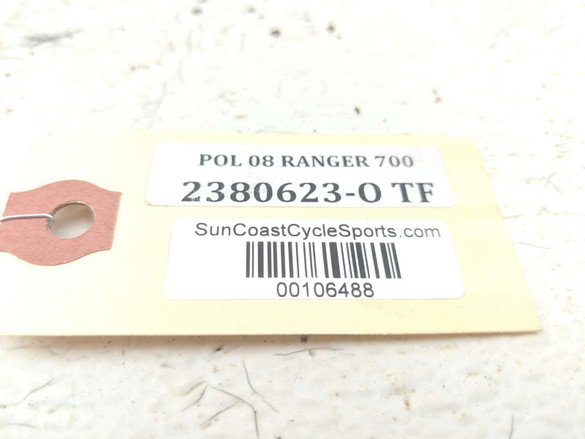 POL 08 RANGER 700
2380623-O TF
SunCoastCycleSports.com
00106488